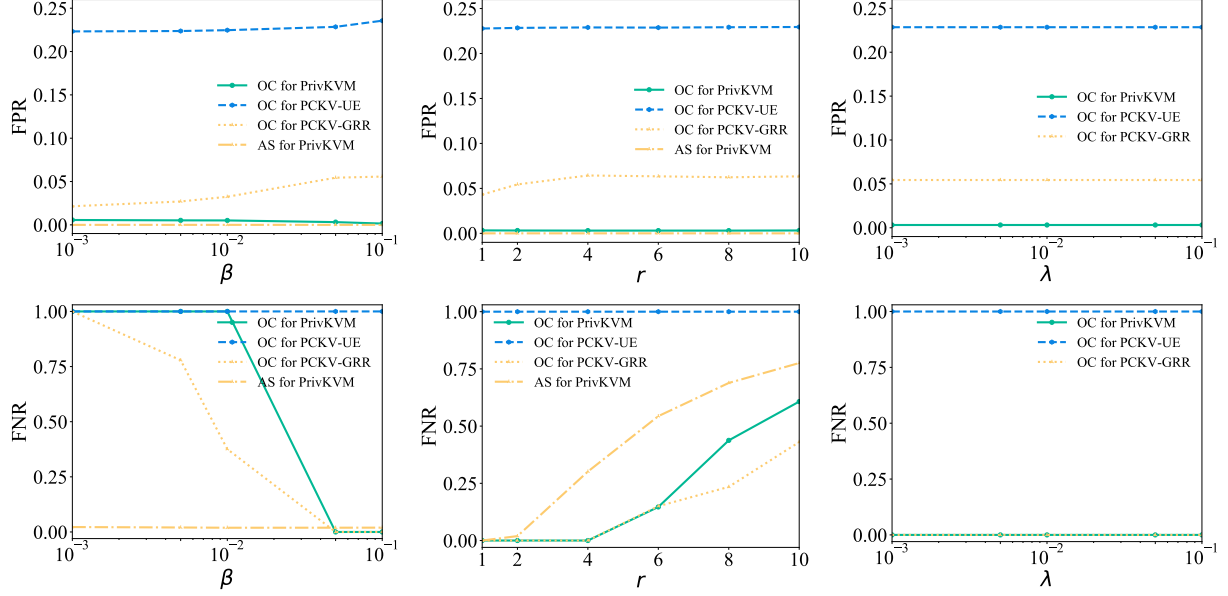 0.25
0.20
0.15
0.10
0.05
0.00
FPR
OC for PrivKVM
OC for PCKV-UE
OC for PCKV-GRR
AS for PrivKVM
10⁻³
10⁻²
10⁻¹
β
0.25
0.20
0.15
0.10
0.05
0.00
FPR
OC for PrivKVM
OC for PCKV-UE
OC for PCKV-GRR
AS for PrivKVM
1 2 4 6 8 10
r
0.25
0.20
0.15
0.10
0.05
0.00
FPR
OC for PrivKVM
OC for PCKV-UE
OC for PCKV-GRR
10⁻³
10⁻²
10⁻¹
λ
1.00
0.75
0.50
0.25
0.00
FNR
OC for PrivKVM
OC for PCKV-UE
OC for PCKV-GRR
AS for PrivKVM
10⁻³
10⁻²
10⁻¹
β
1.00
0.75
0.50
0.25
0.00
FNR
OC for PrivKVM
OC for PCKV-UE
OC for PCKV-GRR
AS for PrivKVM
1 2 4 6 8 10
r
1.00
0.75
0.50
0.25
0.00
FNR
OC for PrivKVM
OC for PCKV-UE
OC for PCKV-GRR
10⁻³
10⁻²
10⁻¹
λ